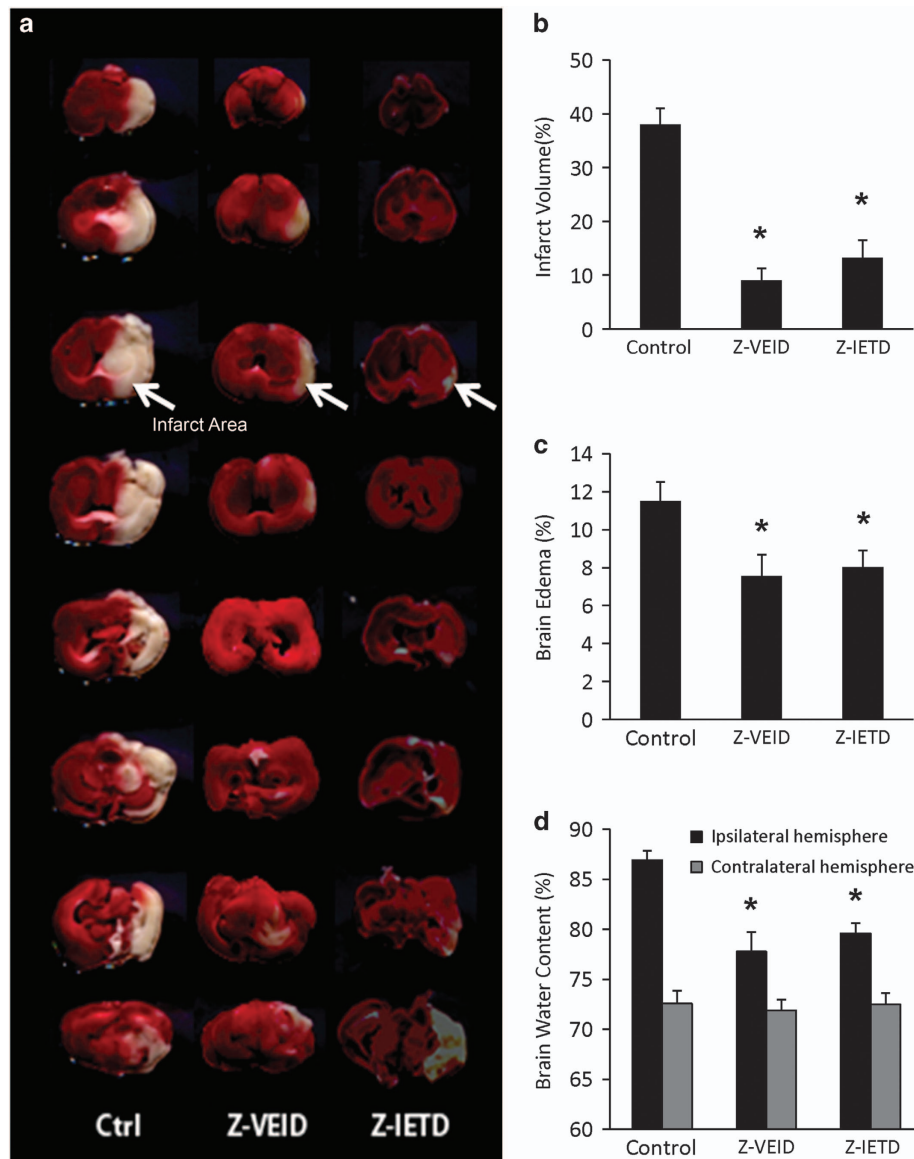 a
Infarct Area
Ctrl Z-VEID Z-IETD
b
Infarct Volume(%)
50
40
30
20
10
0
Control Z-VEID Z-IETD
*
*
c
Brain Edema (%)
14
12
10
8
6
4
2
0
Control Z-VEID Z-IETD
*
*
d
Brain Water Content (%)
90
85
80
75
70
65
60
Ipsilateral hemisphere
Contralateral hemisphere
*
*
Control Z-VEID Z-IETD